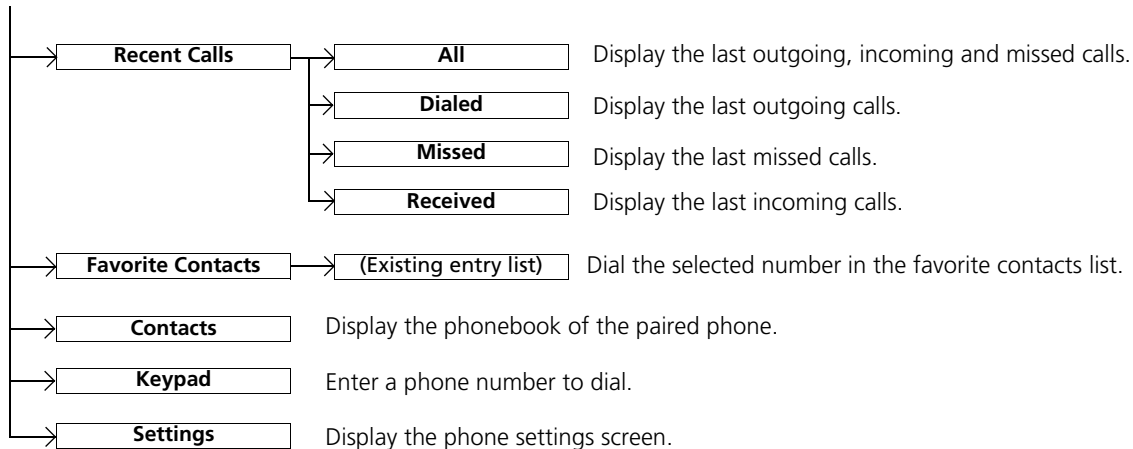 Recent Calls All Display the last outgoing, incoming and missed calls.
Dialed Display the last outgoing calls.
Missed Display the last missed calls.
Received Display the last incoming calls.
Favorite Contacts (Existing entry list) Dial the selected number in the favorite contacts list.
Contacts Display the phonebook of the paired phone.
Keypad Enter a phone number to dial.
Settings Display the phone settings screen.